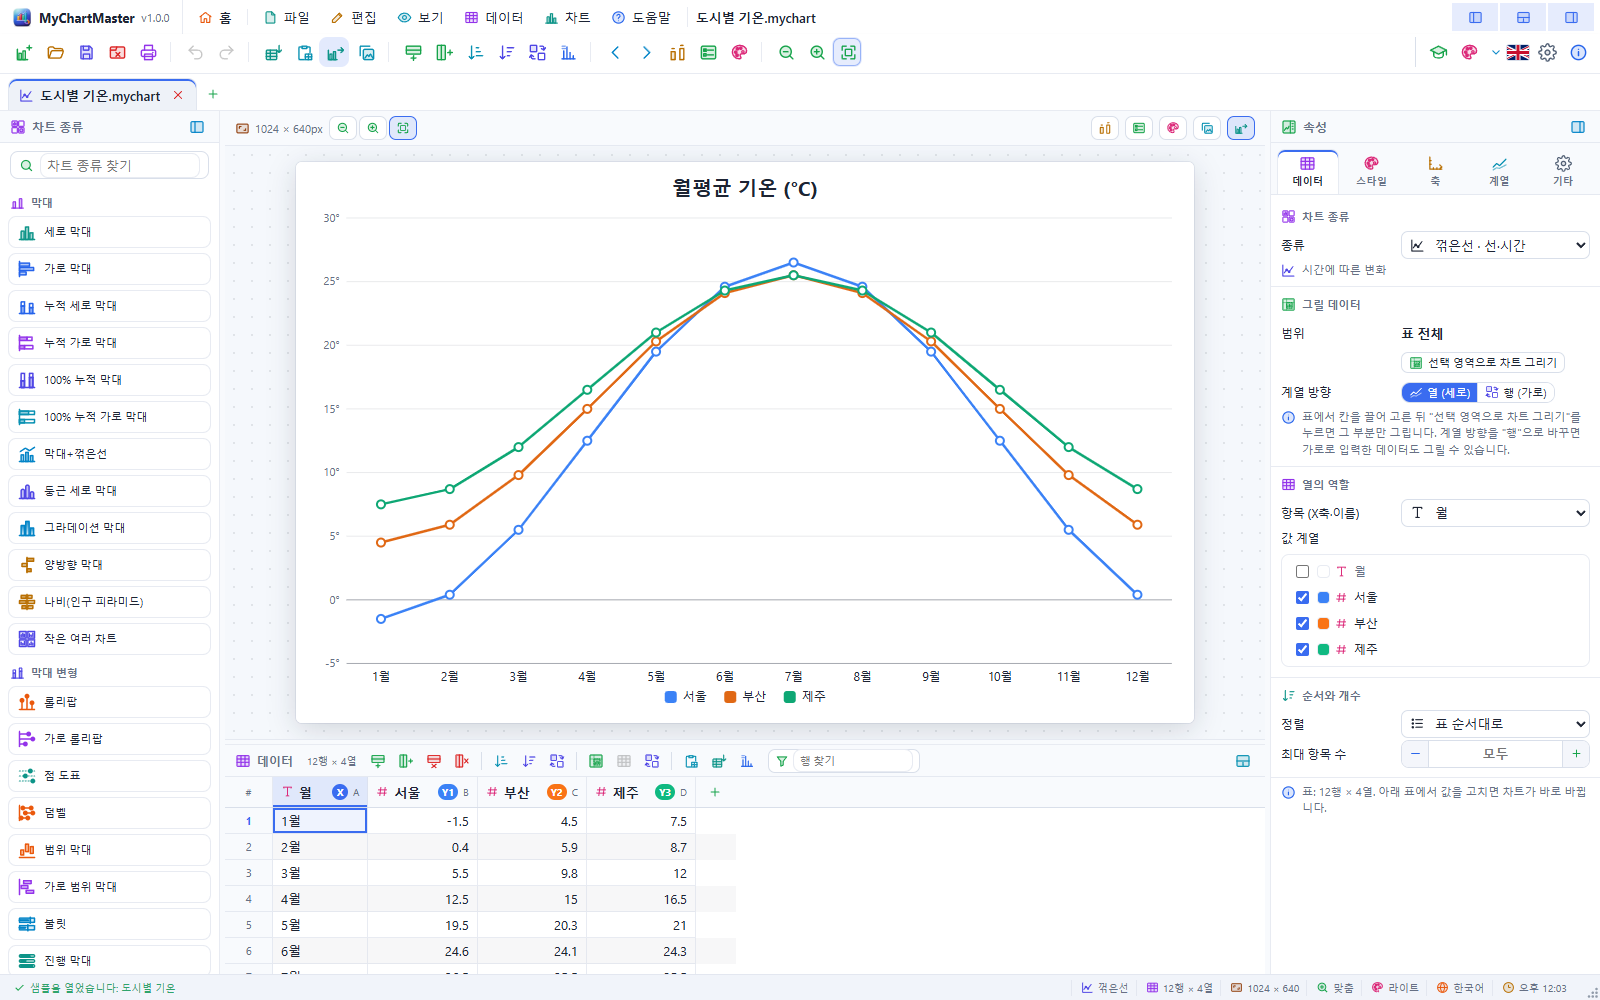 MyChartMaster v1.0.0 홈 파일 편집 보기 데이터 차트 도움말 도시별 기온.mychart
도시별 기온.mychart
차트 종류
차트 종류 찾기
막대
세로 막대
가로 막대
누적 세로 막대
누적 가로 막대
100% 누적 막대
100% 누적 가로 막대
막대+꺾은선
둥근 세로 막대
그라데이션 막대
양방향 막대
나비(인구 피라미드)
작은 여러 차트
막대 변형
롤리팝
가로 롤리팝
점 도표
덤벨
범위 막대
가로 범위 막대
불릿
진행 막대
1024 × 640px
월평균 기온 (°C)
30°
25°
20°
15°
10°
5°
0°
-5°
1월 2월 3월 4월 5월 6월 7월 8월 9월 10월 11월 12월
서울 부산 제주
데이터 12행 × 4열 행 찾기
# 월 X A # 서울 Y1 B # 부산 Y2 C # 제주 Y3 D +
1 1월 -1.5 4.5 7.5
2 2월 0.4 5.9 8.7
3 3월 5.5 9.8 12
4 4월 12.5 15 16.5
5 5월 19.5 20.3 21
6 6월 24.6 24.1 24.3
속성
데이터 스타일 축 계열 기타
차트 종류
종류 꺾은선 · 선·시간
시간에 따른 변화
그릴 데이터
범위 표 전체
선택 영역으로 차트 그리기
계열 방향 열 (세로) 행 (가로)
표에서 칸을 끌어 고른 뒤 "선택 영역으로 차트 그리기"를
누르면 그 부분만 그립니다. 계열 방향을 "행"으로 바꾸면
가로로 입력한 데이터도 그릴 수 있습니다.
열의 역할
항목 (X축·이름) T 월
값 계열
T 월
# 서울
# 부산
# 제주
순서와 개수
정렬 표 순서대로
최대 항목 수 − 모두 +
표: 12행 × 4열. 아래 표에서 값을 고치면 차트가 바로 바뀝
니다.
샘플을 열었습니다: 도시별 기온
꺾은선 12행 × 4열 1024 × 640 맞춤 라이트 한국어 오후 12:03